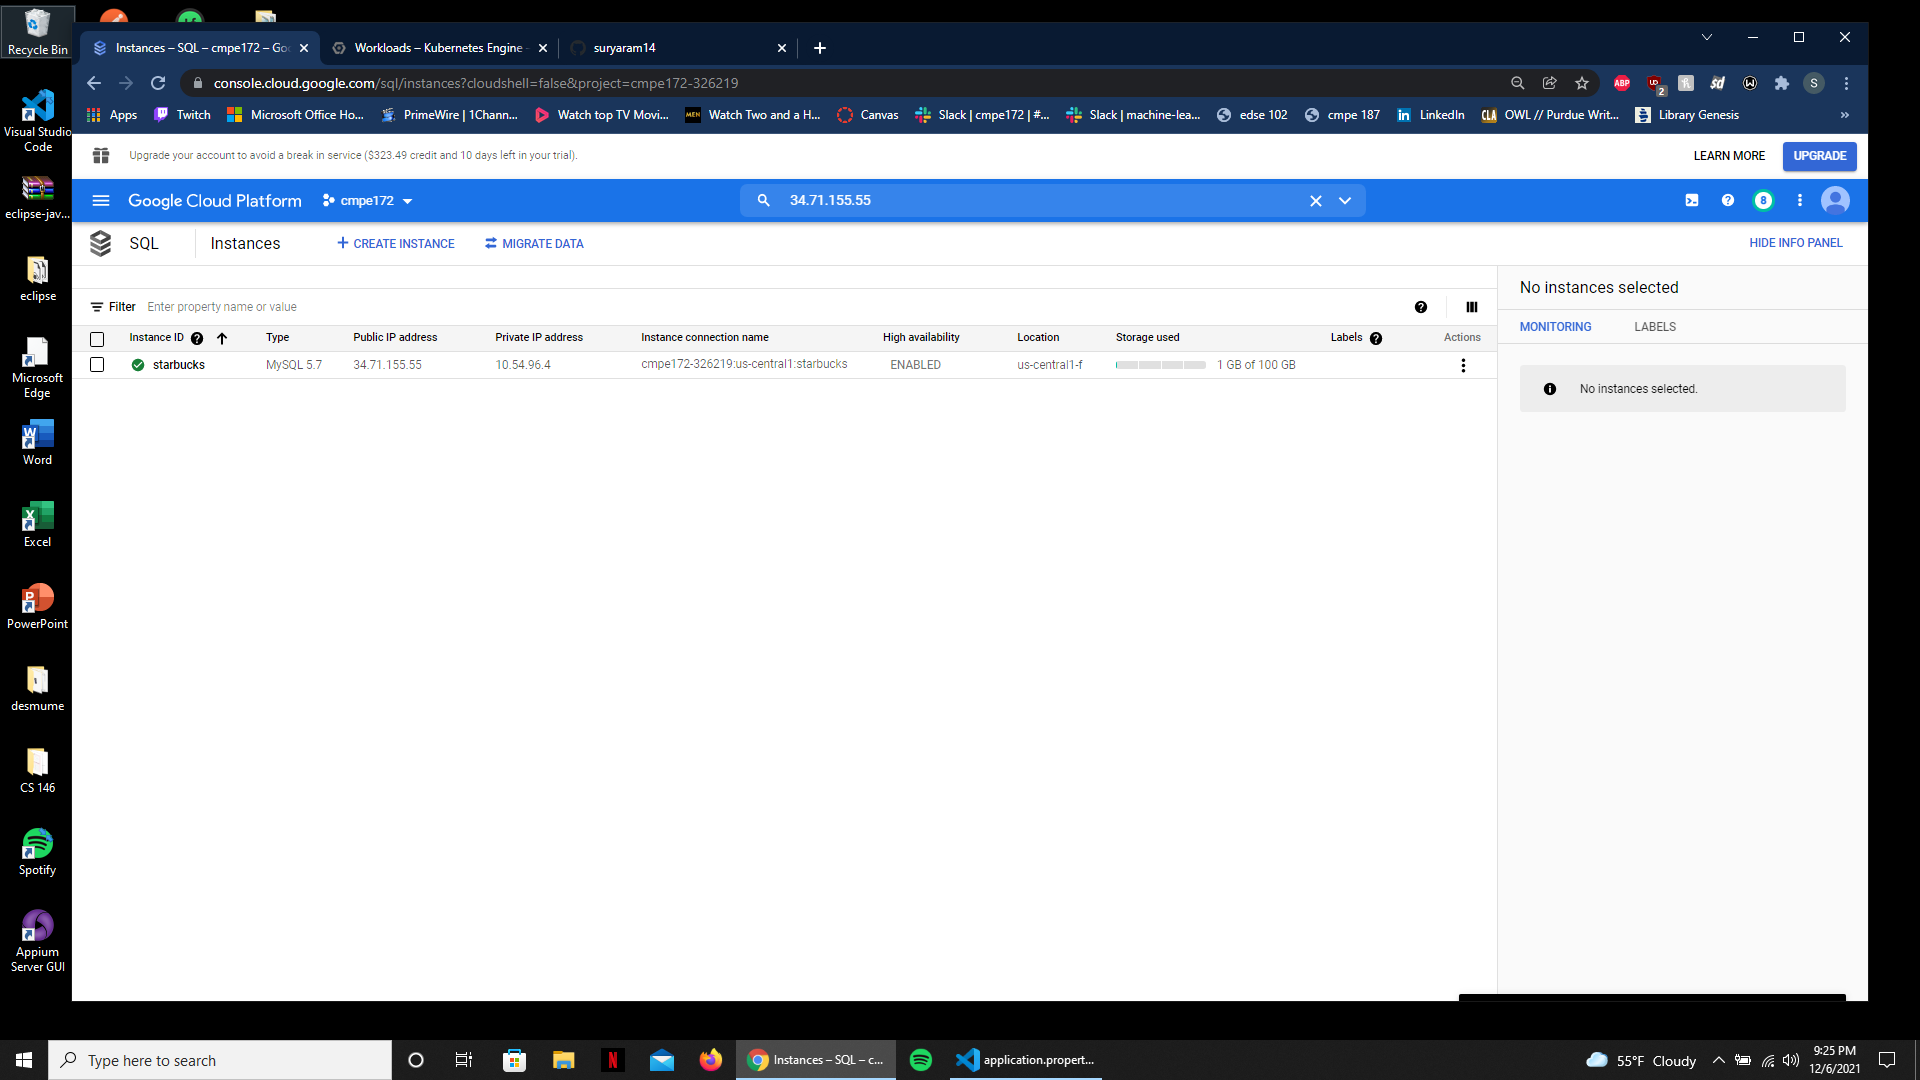 Recycle Bin
Visual Studio
Code
eclipse-jav...
eclipse
Microsoft
Edge
Word
Excel
PowerPoint
desmume
CS 146
Spotify
Appium
Server GUI
Instances – SQL – cmpe172 – Goo
Workloads – Kubernetes Engine -
suryaram14
console.cloud.google.com/sql/instances?cloudshell=false&project=cmpe172-326219
ABP
2
S
Apps
Twitch
Microsoft Office Ho...
PrimeWire | 1Chann...
Watch top TV Movi...
MEN
Watch Two and a H...
Canvas
Slack | cmpe172 | #...
Slack | machine-lea...
edse 102
cmpe 187
LinkedIn
OWL // Purdue Writ...
Library Genesis
»
Upgrade your account to avoid a break in service ($323.49 credit and 10 days left in your trial).
LEARN MORE
UPGRADE
Google Cloud Platform
cmpe172
34.71.155.55
8
SQL
Instances
+ CREATE INSTANCE
MIGRATE DATA
HIDE INFO PANEL
Filter Enter property name or value
Instance ID Type Public IP address Private IP address Instance connection name High availability Location Storage used Labels Actions
starbucks MySQL 5.7 34.71.155.55 10.54.96.4 cmpe172-326219:us-central1:starbucks ENABLED us-central1-f 1 GB of 100 GB
No instances selected
MONITORING LABELS
No instances selected.
Type here to search
Instances – SQL – c...
application.propert...
55°F Cloudy
9:25 PM
12/6/2021